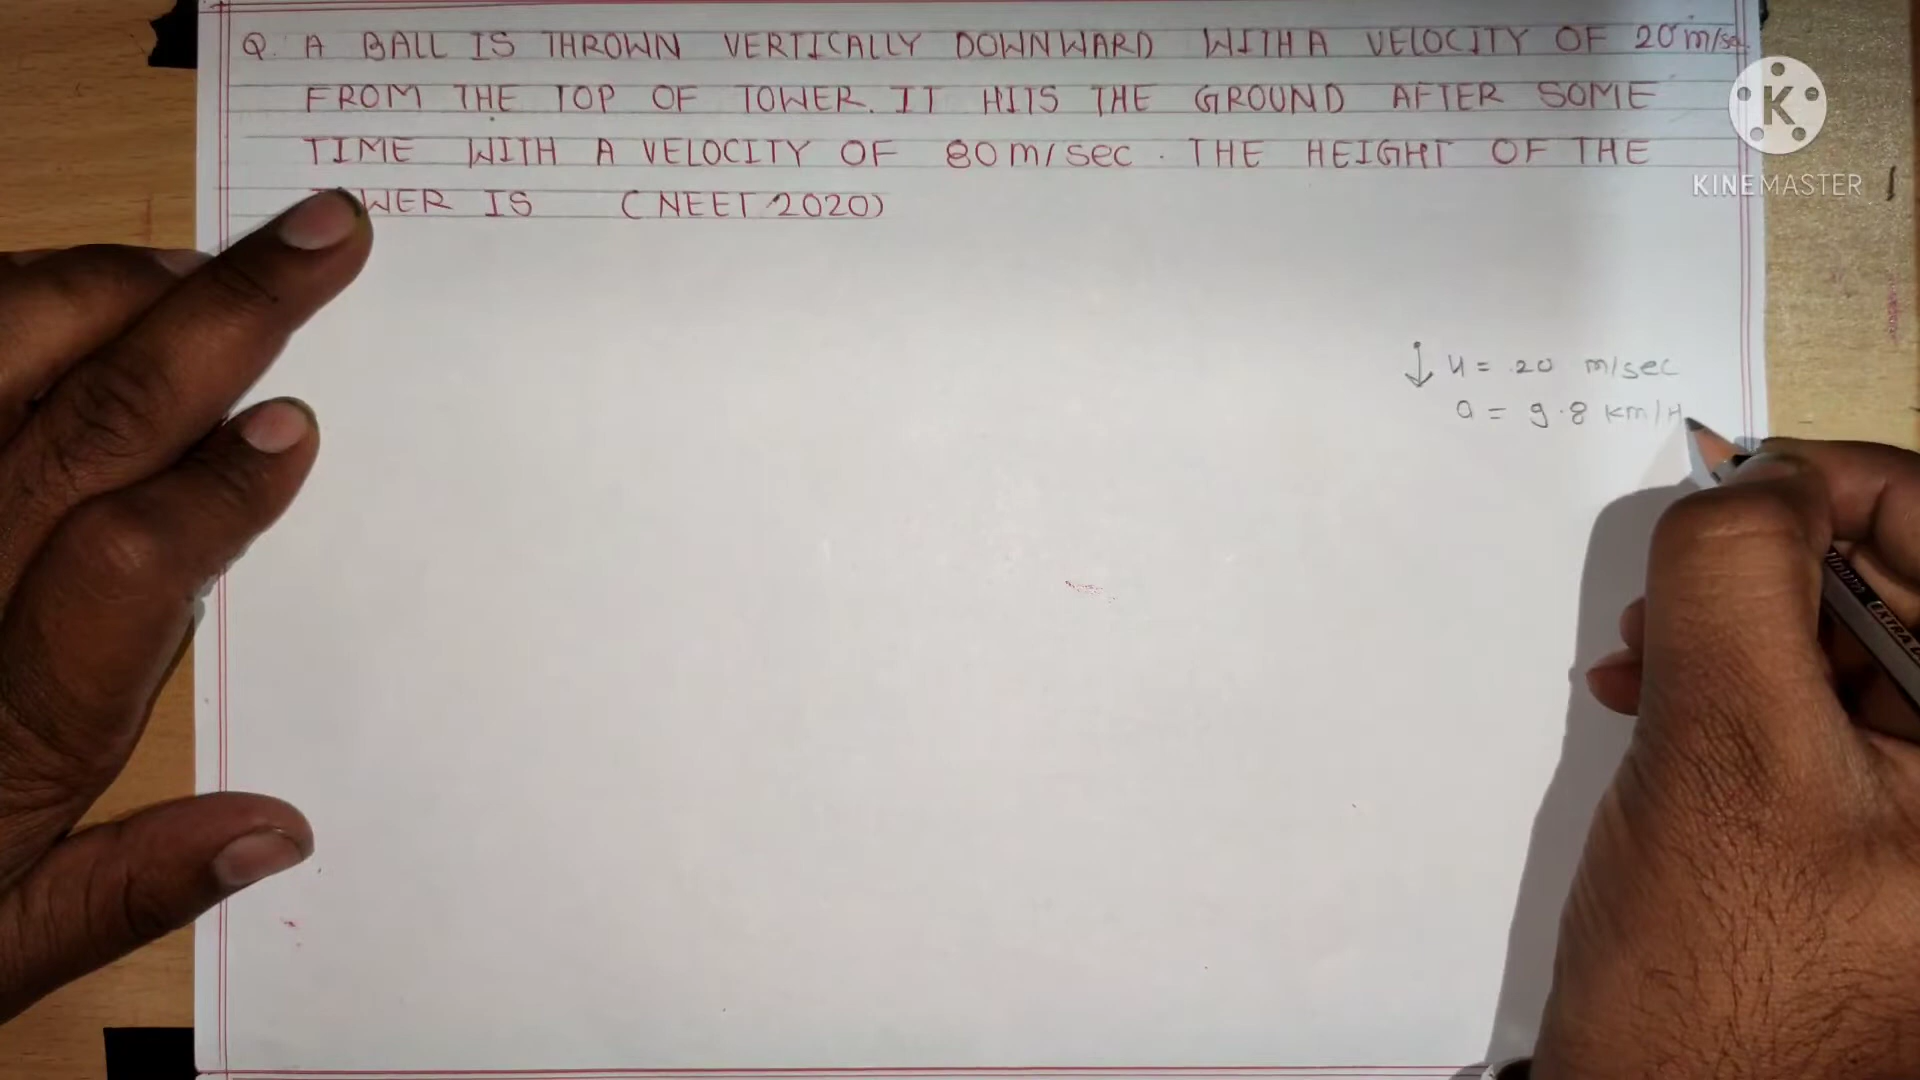 Q. A BALL IS THROWN VERTICALLY DOWNWARD WITH A VELOCITY OF 20 m/sec
FROM THE TOP OF TOWER. IT HITS THE GROUND AFTER SOME
TIME WITH A VELOCITY OF 80 m/sec. THE HEIGHT OF THE
IS (NEET 2020)
K
KINEMASTER
↓ u = 20 m/sec
a = 9.8 km/H